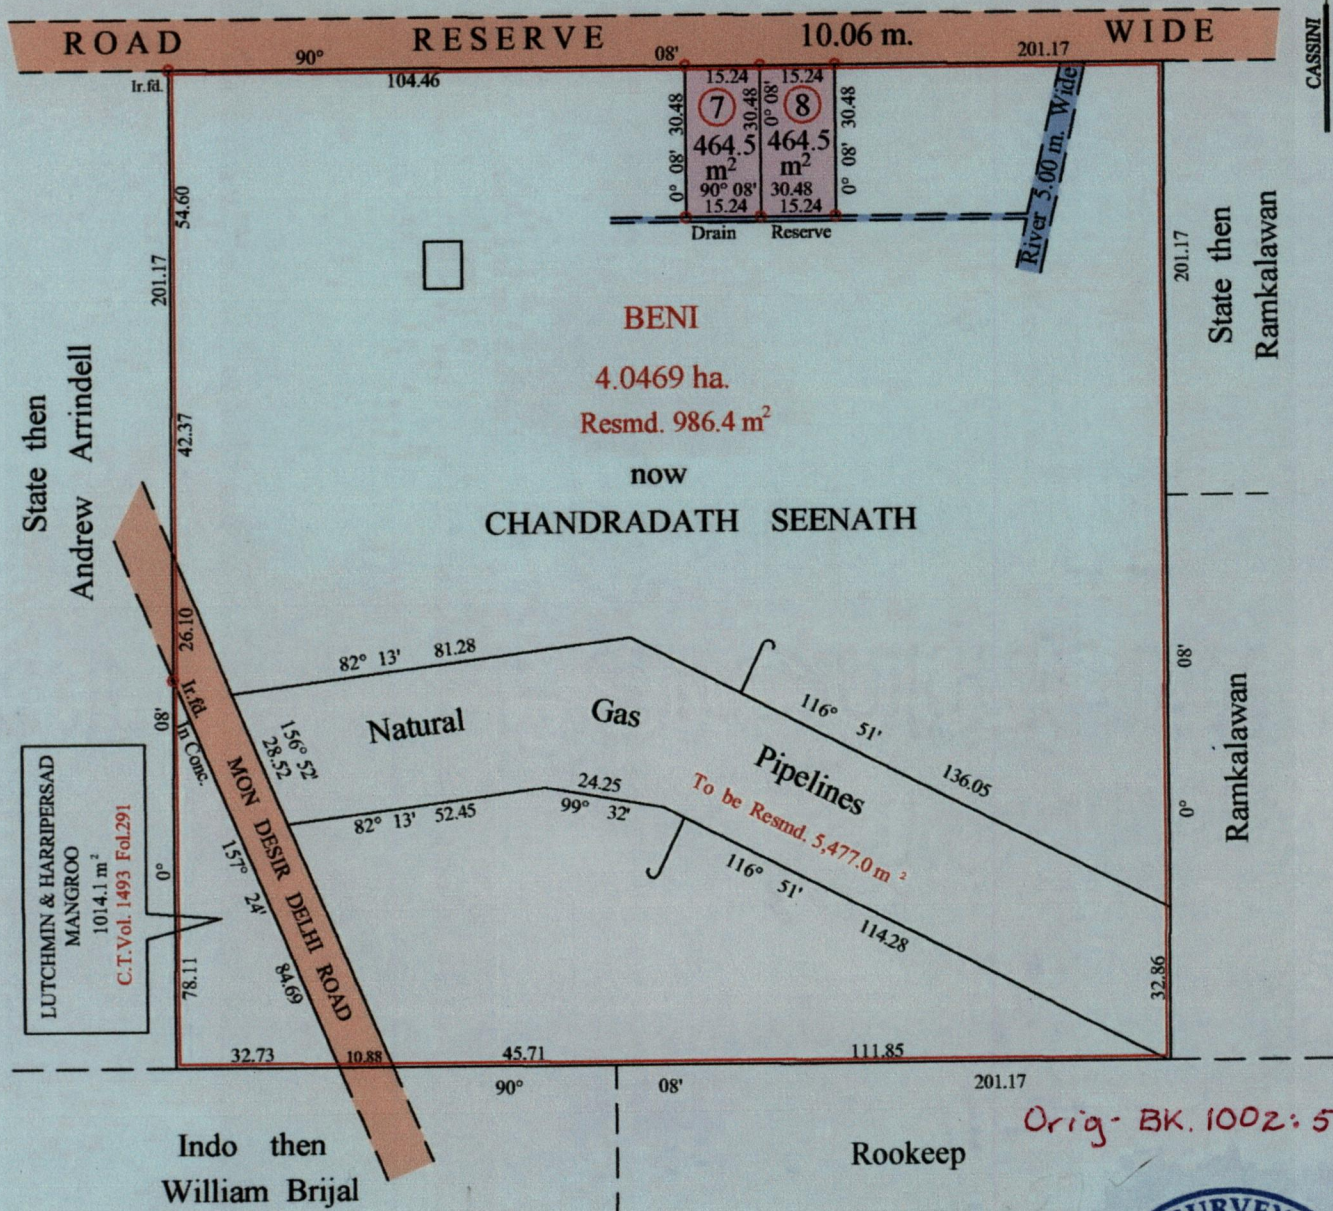 ROAD RESERVE 10.06 m. WIDE
CASSINI
90° 08' 201.17
Ir.fd.
104.46
15.24 15.24
7 8
30.48 30.48 0° 08' 30.48
464.5 464.5
m² m²
0° 08' 0° 08'
90° 08' 30.48
15.24 15.24
Drain Reserve
River 5.00 m. Wide
54.60
201.17
42.37
State then
Andrew Arrindell
201.17
State then
Ramkalawan
BENI
4.0469 ha.
Resmd. 986.4 m²
now
CHANDRADATH SEENATH
26.10
Ir.fd.
In Conc.
08'
0°
82° 13' 81.28
156° 52'
28.52
Natural Gas Pipelines
116° 51' 136.05
To be Resmd. 5,477.0 m²
24.25
99° 32'
82° 13' 52.45
116° 51' 114.28
08'
0°
Ramkalawan
32.86
MON DESIR DELHI ROAD
157° 24'
84.69
LUTCHMIN & HARRIPERSAD
MANGROO
1014.1 m²
C.T.Vol. 1493 Fol.291
78.11
32.73 10.88 45.71 111.85
90° 08' 201.17
Orig- BK. 1002:5
Indo then
William Brijal
Rookeep
SURVEY